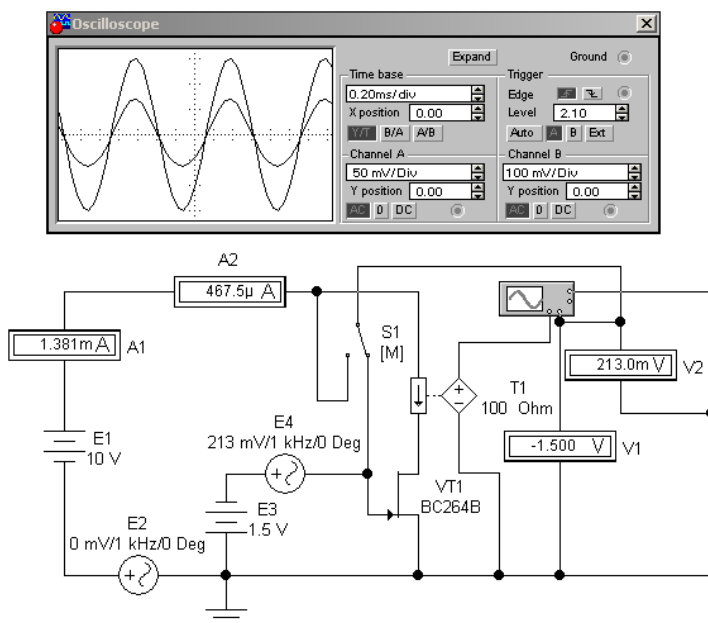 Oscilloscope
Expand
Ground
Time base
0.20ms/div
X position 0.00
Y/T B/A A/B
Trigger
Edge
Level 2.10
Auto A B Ext
Channel A
50 mV/Div
Y position 0.00
AC 0 DC
Channel B
100 mV/Div
Y position 0.00
AC 0 DC
A2
467.5µ A
1.381m A
A1
S1
[M]
213.0m V
V2
T1
100 Ohm
E4
213 mV/1 kHz/0 Deg
E1
10 V
-1.500 V
V1
VT1
BC264B
E3
1.5 V
E2
0 mV/1 kHz/0 Deg